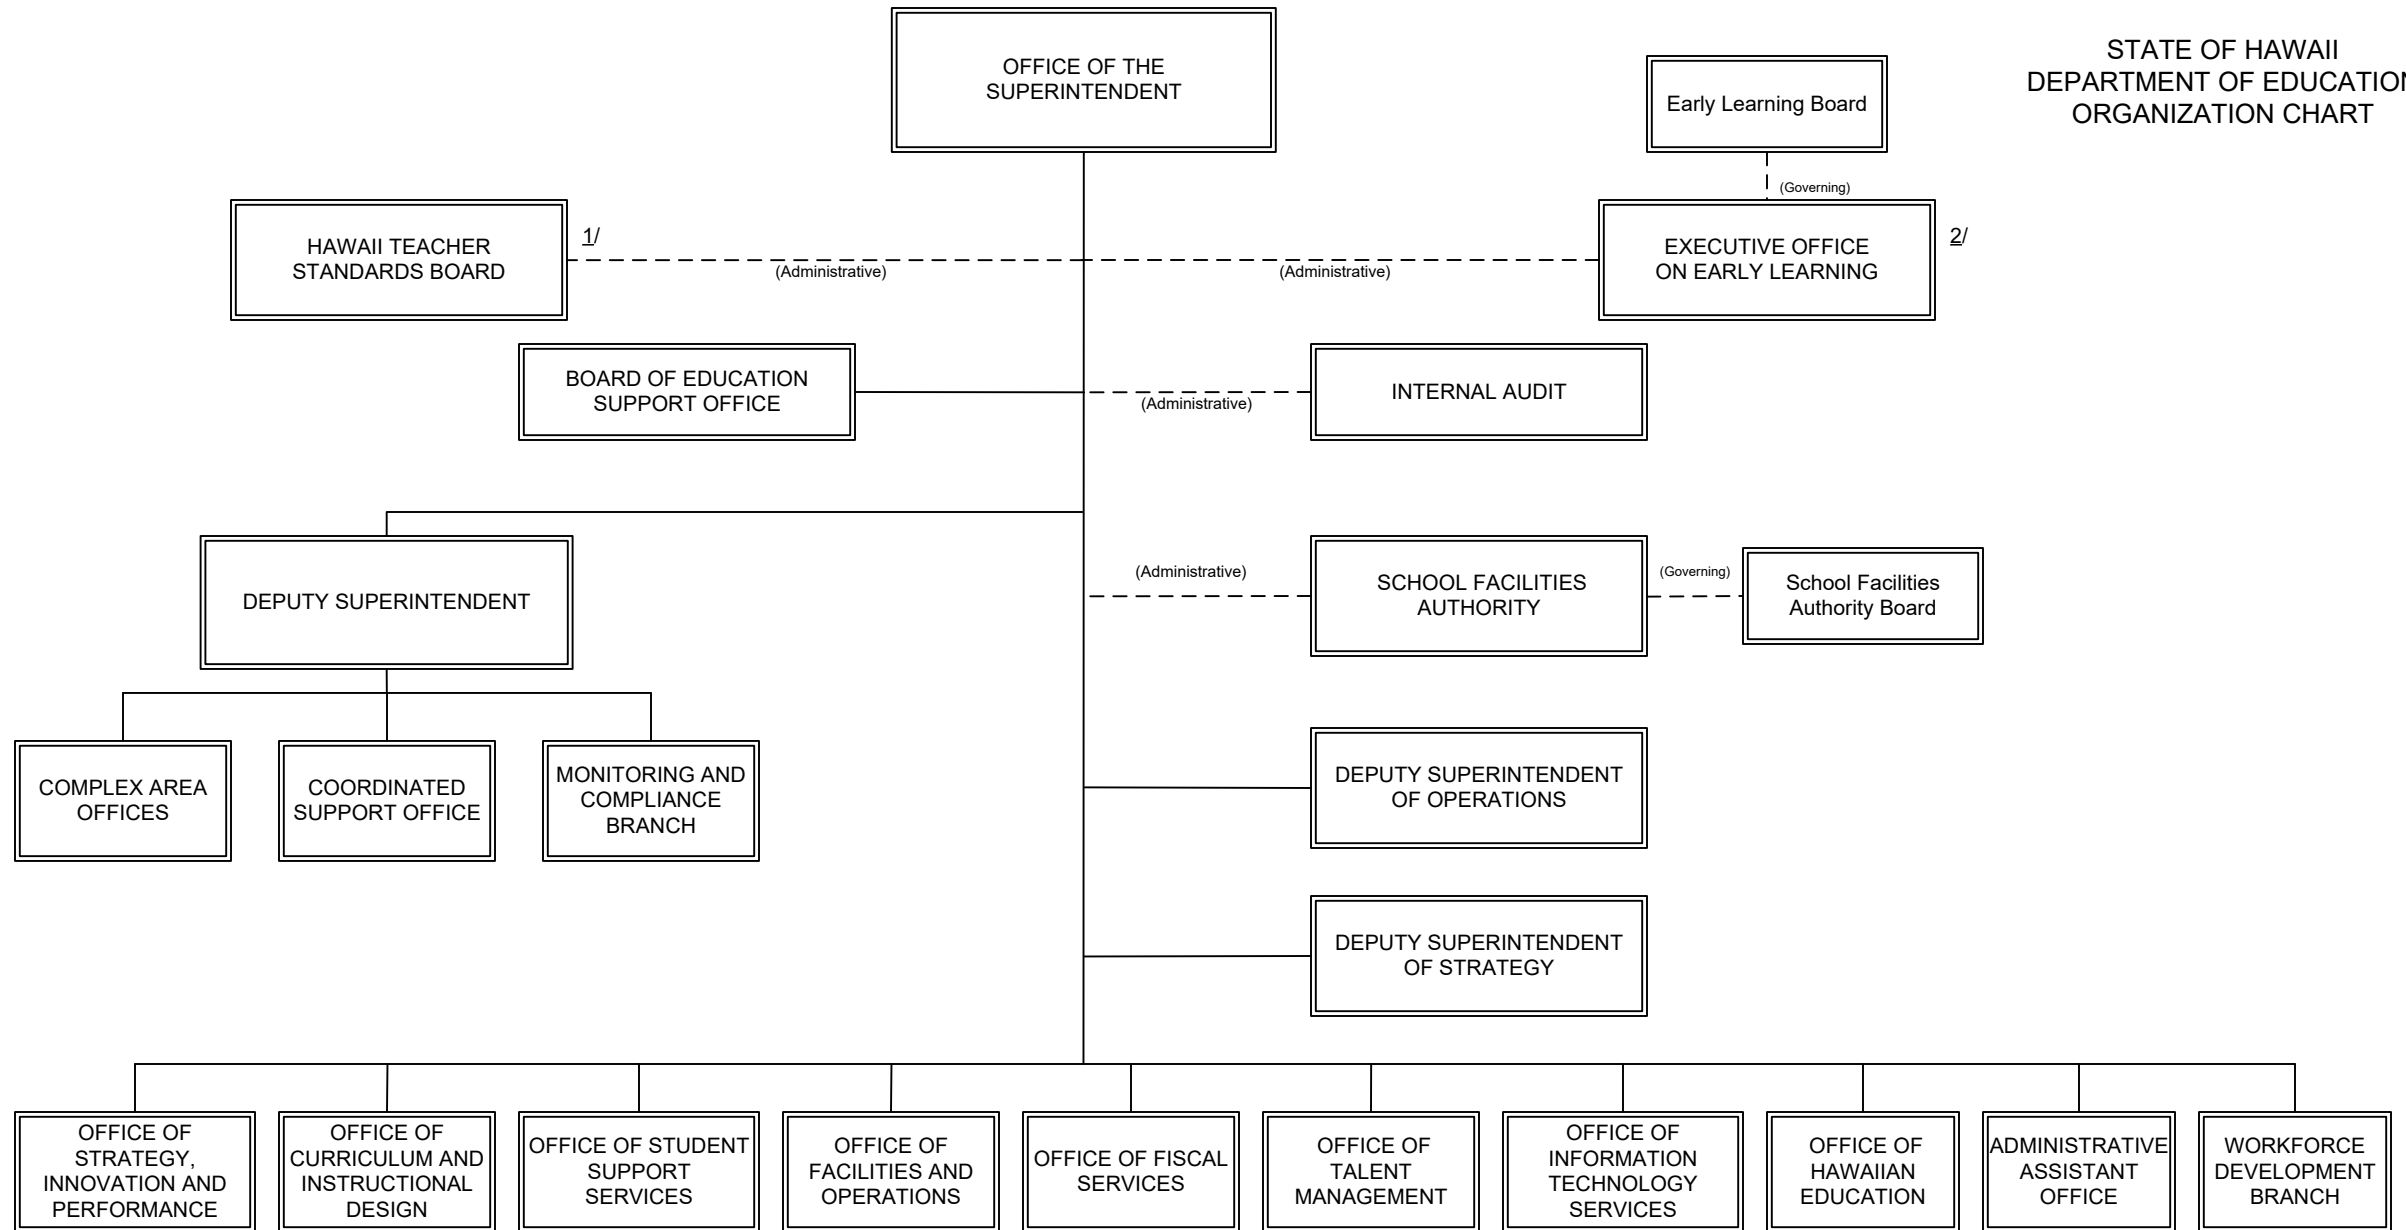 OFFICE OF THE
SUPERINTENDENT
Early Learning Board
STATE OF HAWAII
DEPARTMENT OF EDUCATION
ORGANIZATION CHART
(Governing)
HAWAII TEACHER
STANDARDS BOARD
1/
(Administrative)
(Administrative)
EXECUTIVE OFFICE
ON EARLY LEARNING
2/
BOARD OF EDUCATION
SUPPORT OFFICE
(Administrative)
INTERNAL AUDIT
DEPUTY SUPERINTENDENT
(Administrative)
SCHOOL FACILITIES
AUTHORITY
(Governing)
School Facilities
Authority Board
COMPLEX AREA
OFFICES
COORDINATED
SUPPORT OFFICE
MONITORING AND
COMPLIANCE
BRANCH
DEPUTY SUPERINTENDENT
OF OPERATIONS
DEPUTY SUPERINTENDENT
OF STRATEGY
OFFICE OF
STRATEGY,
INNOVATION AND
PERFORMANCE
OFFICE OF
CURRICULUM AND
INSTRUCTIONAL
DESIGN
OFFICE OF STUDENT
SUPPORT
SERVICES
OFFICE OF
FACILITIES AND
OPERATIONS
OFFICE OF FISCAL
SERVICES
OFFICE OF
TALENT
MANAGEMENT
OFFICE OF
INFORMATION
TECHNOLOGY
SERVICES
OFFICE OF
HAWAIIAN
EDUCATION
ADMINISTRATIVE
ASSISTANT
OFFICE
WORKFORCE
DEVELOPMENT
BRANCH